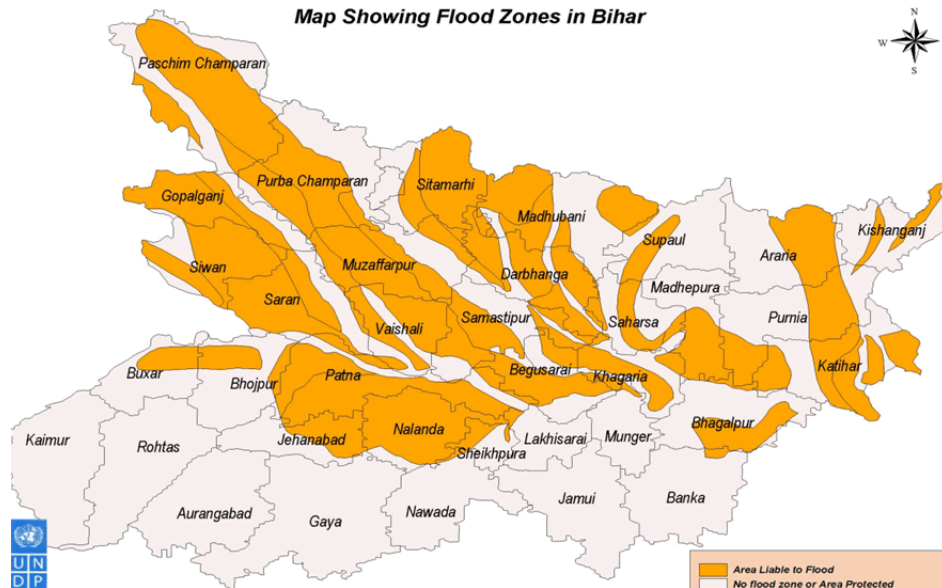 Map Showing Flood Zones in Bihar
N
W
S
Paschim Champaran
Gopalganj
Purba Champaran
Sitamarhi
Madhubani
Supaul
Araria
Kishanganj
Siwan
Muzaffarpur
Darbhanga
Madhepura
Saran
Vaishali
Samastipur
Saharsa
Purnia
Buxar
Bhojpur
Patna
Begusarai
Khagaria
Katihar
Kaimur
Rohtas
Jehanabad
Nalanda
Sheikhpura
Lakhisarai
Munger
Bhagalpur
Aurangabad
Gaya
Nawada
Jamui
Banka
U N
D P
Area Liable to Flood
No flood zone or Area Protected